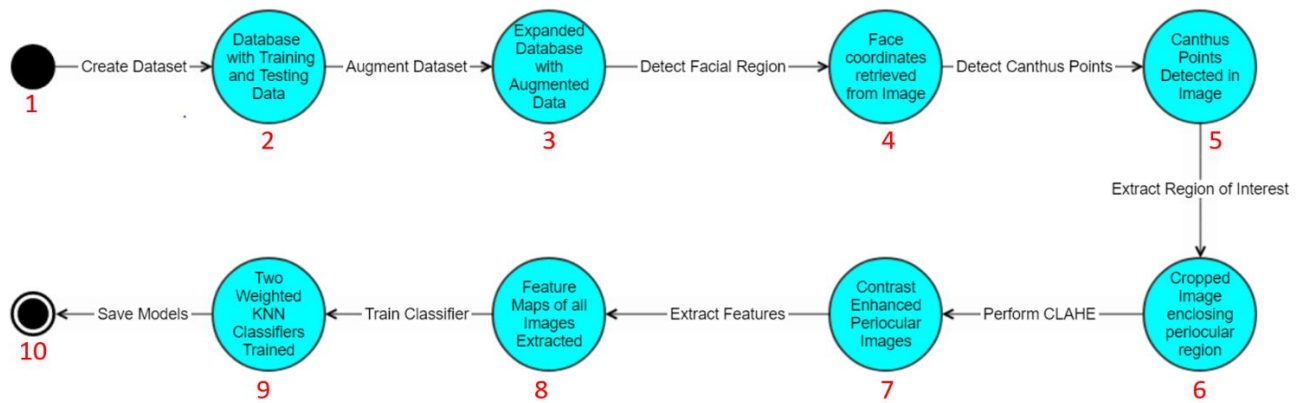 Create Dataset
Database
with Training
and Testing
Data
Augment Dataset
Expanded
Database
with
Augmented
Data
Detect Facial Region
Face
coordinates
retrieved
from Image
Detect Canthus Points
Canthus
Points
Detected in
Image
1
2
3
4
5
Extract Region of Interest
Save Models
Two
Weighted
KNN
Classifiers
Trained
Train Classifier
Feature
Maps of all
Images
Extracted
Extract Features
Contrast
Enhanced
Periocular
Images
Perform CLAHE
Cropped
Image
enclosing
periocular
region
10
9
8
7
6